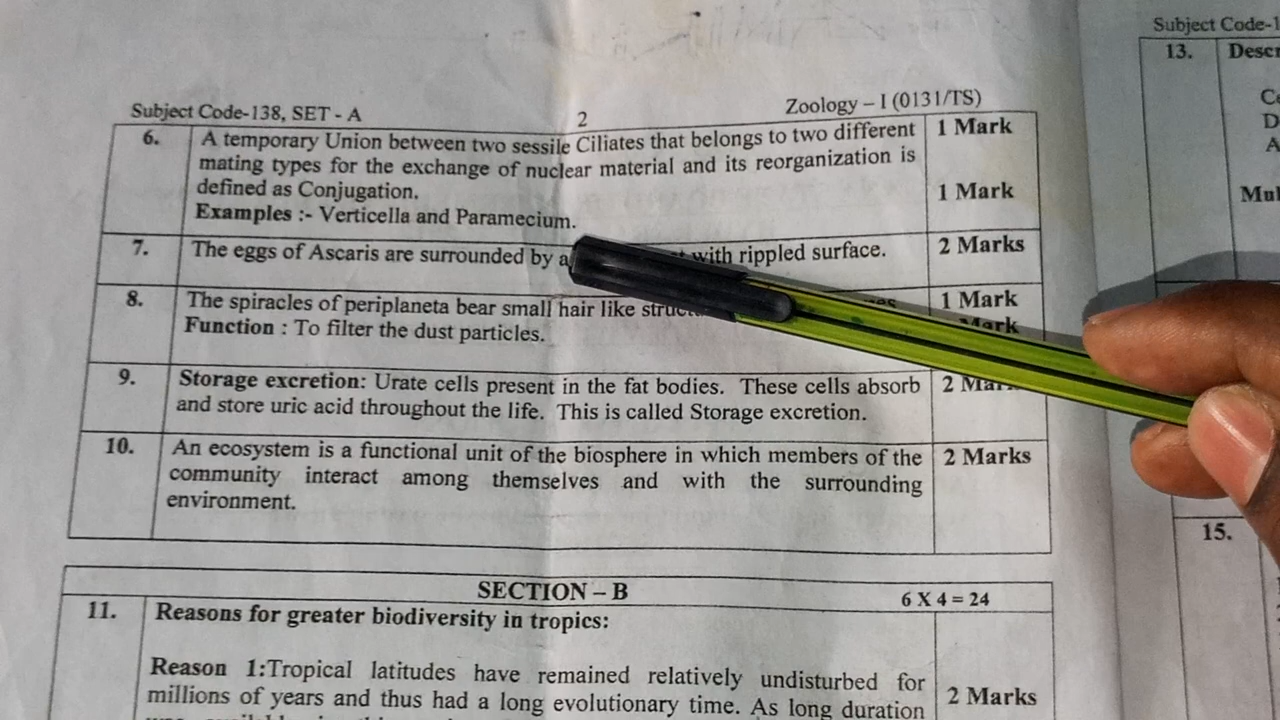 Subject Code-138, SET - A
2
Zoology – I (0131/TS)
6.
A temporary Union between two sessile Ciliates that belongs to two different
mating types for the exchange of nuclear material and its reorganization is
defined as Conjugation.
Examples :- Verticella and Paramecium.
1 Mark
1 Mark
7.
The eggs of Ascaris are surrounded by a with rippled surface.
2 Marks
8.
The spiracles of periplaneta bear small hair like
Function : To filter the dust particles.
1 Mark
Mark
9.
Storage excretion: Urate cells present in the fat bodies. These cells absorb
and store uric acid throughout the life. This is called Storage excretion.
2
10.
An ecosystem is a functional unit of the biosphere in which members of the
community interact among themselves and with the surrounding
environment.
2 Marks
SECTION – B
6 X 4 = 24
11.
Reasons for greater biodiversity in tropics:
Reason 1:Tropical latitudes have remained relatively undisturbed for
millions of years and thus had a long evolutionary time. As long duration
2 Marks
Subject Code-1
13.
15.